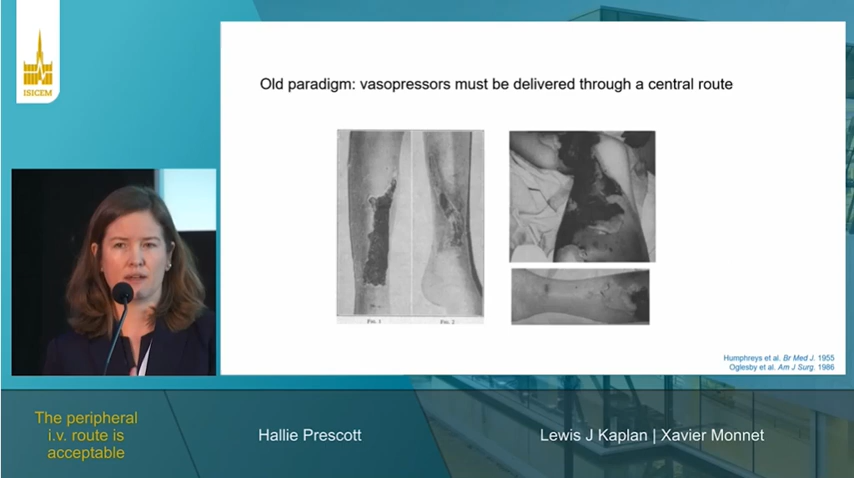 ISICEM
Old paradigm: vasopressors must be delivered through a central route
FIG. 1
FIG. 2
Humphreys et al. Br Med J. 1955
Oglesby et al. Am J Surg. 1986
The peripheral
i.v. route is
acceptable
Hallie Prescott
Lewis J Kaplan | Xavier Monnet